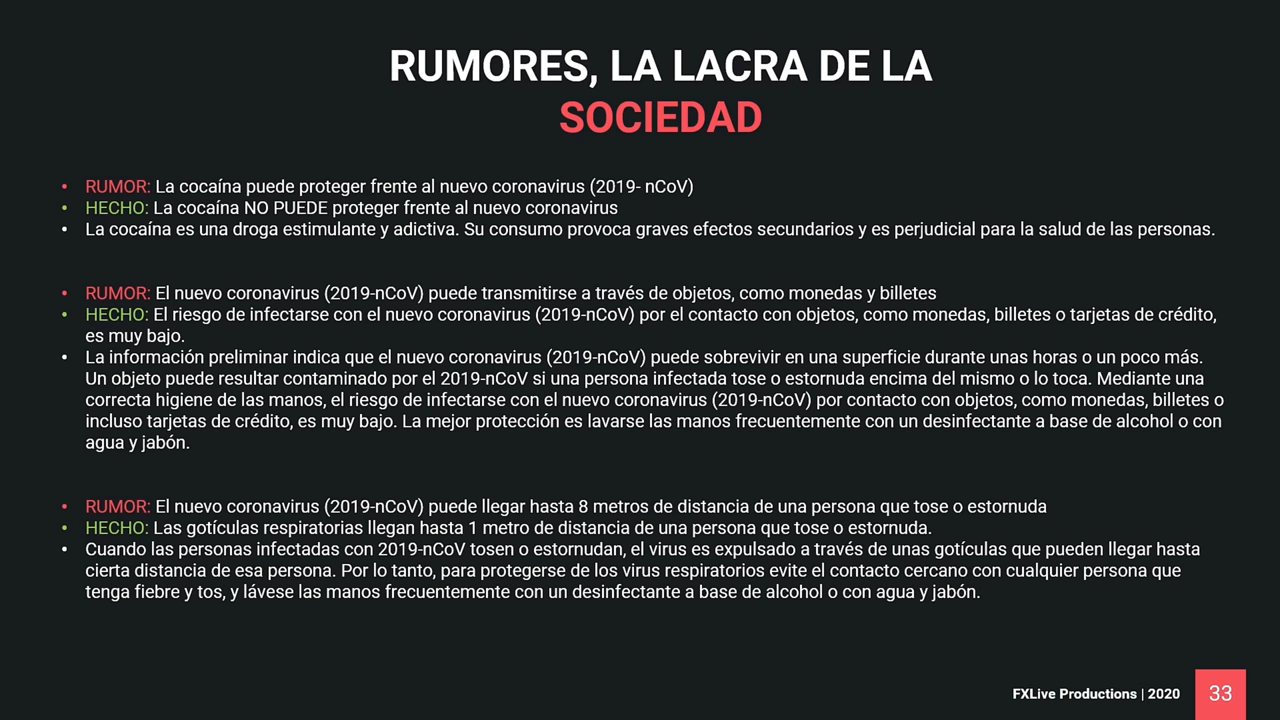 RUMORES, LA LACRA DE LA
SOCIEDAD
• RUMOR: La cocaína puede proteger frente al nuevo coronavirus (2019- nCoV)
• HECHO: La cocaína NO PUEDE proteger frente al nuevo coronavirus
• La cocaína es una droga estimulante y adictiva. Su consumo provoca graves efectos secundarios y es perjudicial para la salud de las personas.
• RUMOR: El nuevo coronavirus (2019-nCoV) puede transmitirse a través de objetos, como monedas y billetes
• HECHO: El riesgo de infectarse con el nuevo coronavirus (2019-nCoV) por el contacto con objetos, como monedas, billetes o tarjetas de crédito,
es muy bajo.
• La información preliminar indica que el nuevo coronavirus (2019-nCoV) puede sobrevivir en una superficie durante unas horas o un poco más.
Un objeto puede resultar contaminado por el 2019-nCoV si una persona infectada tose o estornuda encima del mismo o lo toca. Mediante una
correcta higiene de las manos, el riesgo de infectarse con el nuevo coronavirus (2019-nCoV) por contacto con objetos, como monedas, billetes o
incluso tarjetas de crédito, es muy bajo. La mejor protección es lavarse las manos frecuentemente con un desinfectante a base de alcohol o con
agua y jabón.
• RUMOR: El nuevo coronavirus (2019-nCoV) puede llegar hasta 8 metros de distancia de una persona que tose o estornuda
• HECHO: Las gotículas respiratorias llegan hasta 1 metro de distancia de una persona que tose o estornuda.
• Cuando las personas infectadas con 2019-nCoV tosen o estornudan, el virus es expulsado a través de unas gotículas que pueden llegar hasta
cierta distancia de esa persona. Por lo tanto, para protegerse de los virus respiratorios evite el contacto cercano con cualquier persona que
tenga fiebre y tos, y lávese las manos frecuentemente con un desinfectante a base de alcohol o con agua y jabón.
FXLive Productions | 2020
33